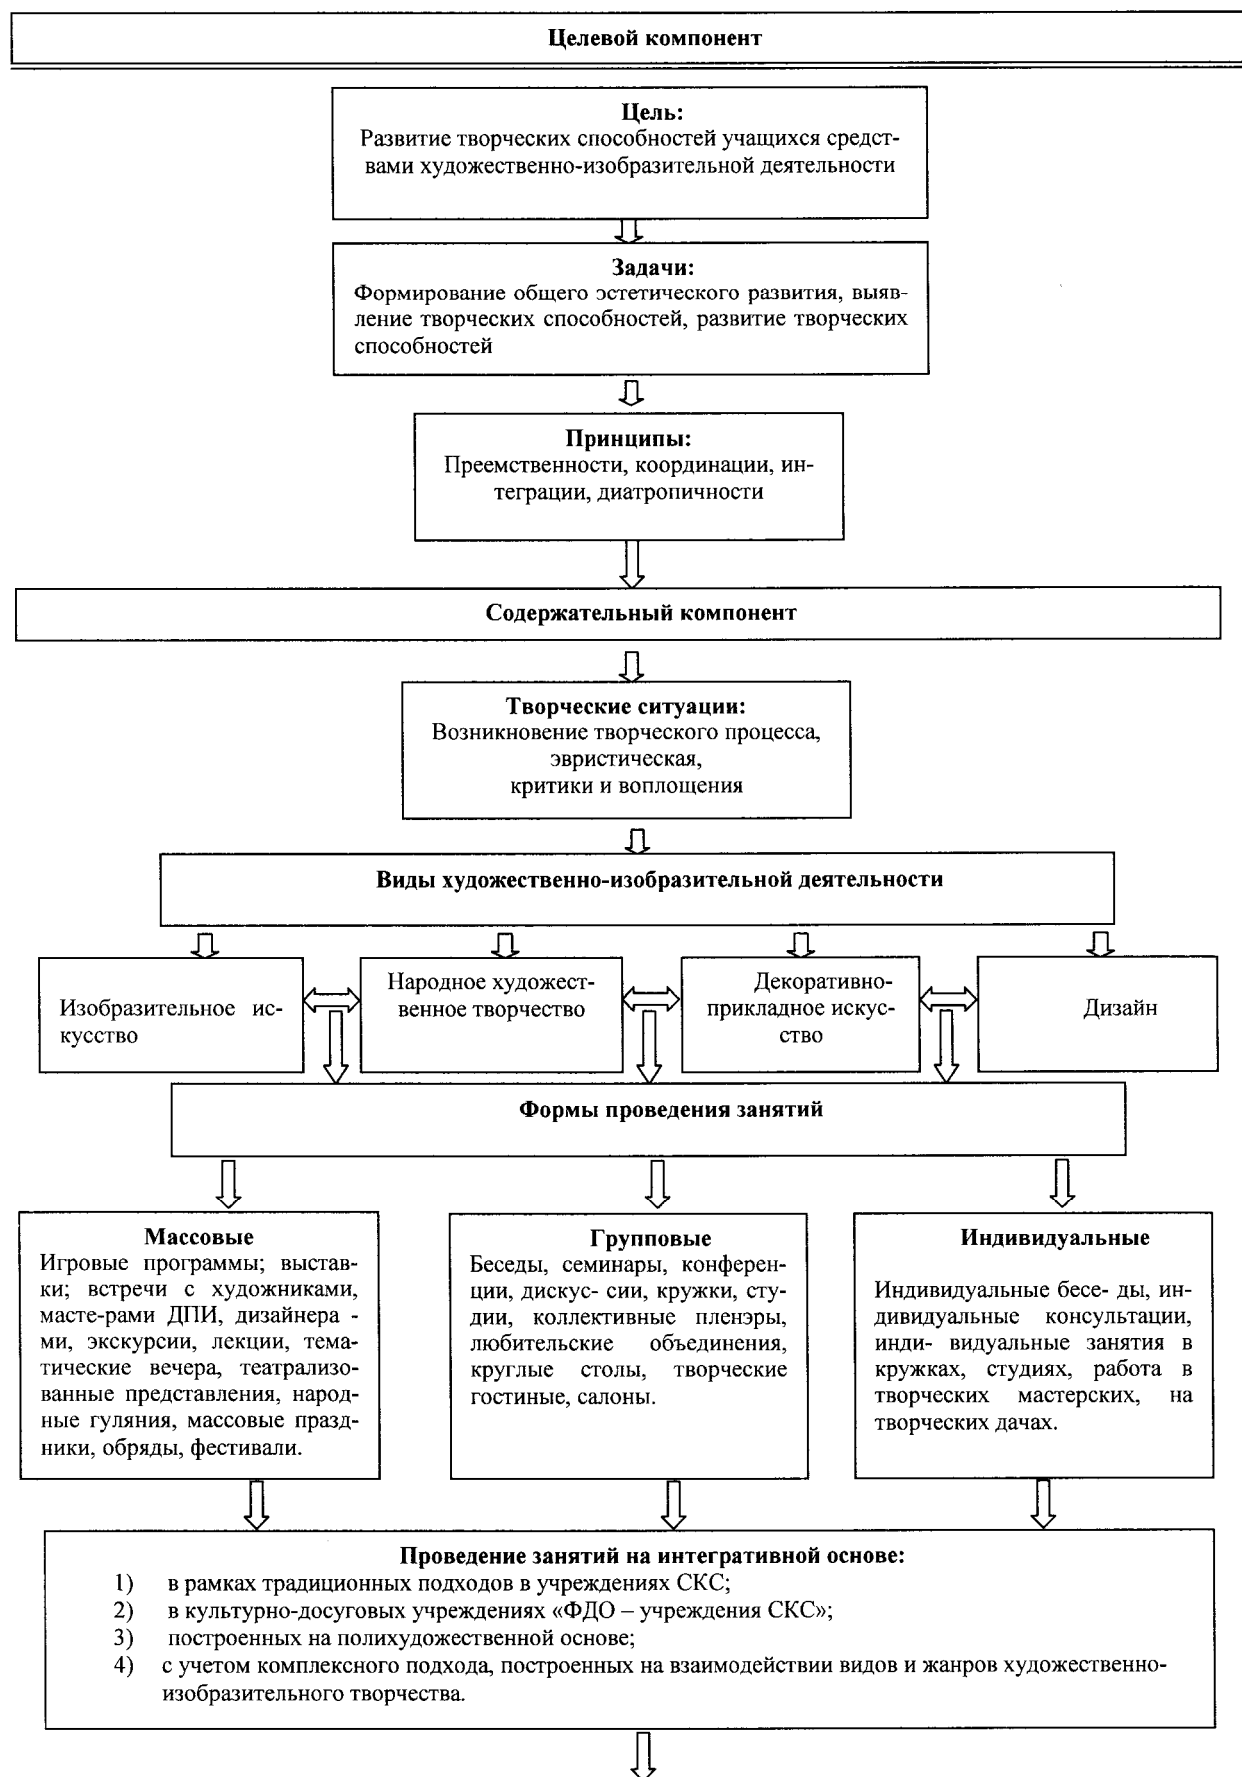 Целевой компонент
Цель:
Развитие творческих способностей учащихся средст-
вами художественно-изобразительной деятельности
Задачи:
Формирование общего эстетического развития, выяв-
ление творческих способностей, развитие творческих
способностей
Принципы:
Преемственности, координации, ин-
теграции, диатропичности
Содержательный компонент
Творческие ситуации:
Возникновение творческого процесса,
эвристическая,
критики и воплощения
Виды художественно-изобразительной деятельности
Изобразительное ис-
кусство
Народное художест-
венное творчество
Декоративно-
прикладное искус-
ство
Дизайн
Формы проведения занятий
Массовые
Игровые программы; выстав-
ки; встречи с художниками,
масте-рами ДПИ, дизайнера -
ми, экскурсии, лекции, тема-
тические вечера, театрализо-
ванные представления, народ-
ные гуляния, массовые празд-
ники, обряды, фестивали.
Групповые
Беседы, семинары, конферен-
ции, дискус- сии, кружки, сту-
дии, коллективные пленэры,
любительские объединения,
круглые столы, творческие
гостиные, салоны.
Индивидуальные
Индивидуальные бесе- ды, ин-
дивидуальные консультации,
инди- видуальные занятия в
кружках, студиях, работа в
творческих мастерских, на
творческих дачах.
Проведение занятий на интегративной основе:
1) в рамках традиционных подходов в учреждениях СКС;
2) в культурно-досуговых учреждениях «ФДО – учреждения СКС»;
3) построенных на полихудожественной основе;
4) с учетом комплексного подхода, построенных на взаимодействии видов и жанров художественно-
изобразительного творчества.